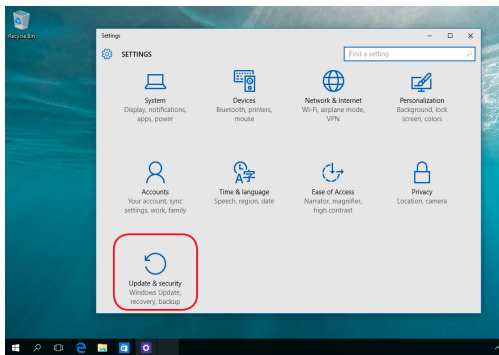 Recycle Bin
Settings
SETTINGS
Find a setting
System
Display, notifications,
apps, power
Devices
Bluetooth, printers,
mouse
Network & Internet
Wi-Fi, airplane mode,
VPN
Personalization
Background, lock
screen, colors
Accounts
Your account, sync
settings, work, family
Time & language
Speech, region, date
Ease of Access
Narrator, magnifier,
high contrast
Privacy
Location, camera
Update & security
Windows Update,
recovery, backup